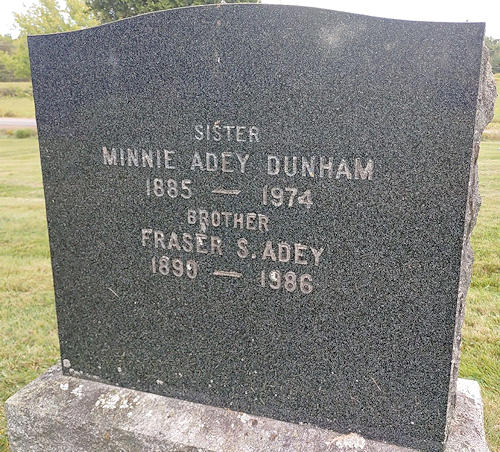 SISTER
MINNIE ADEY DUNHAM
1885 — 1974
BROTHER
FRASER S. ADEY
1890 — 1986